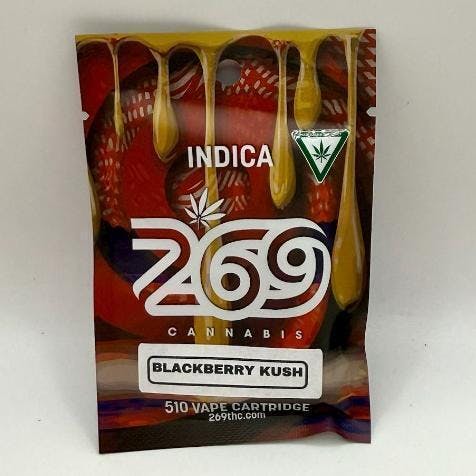 INDICA
269
CANNABIS
BLACKBERRY KUSH
510 VAPE CARTRIDGE
269thc.com